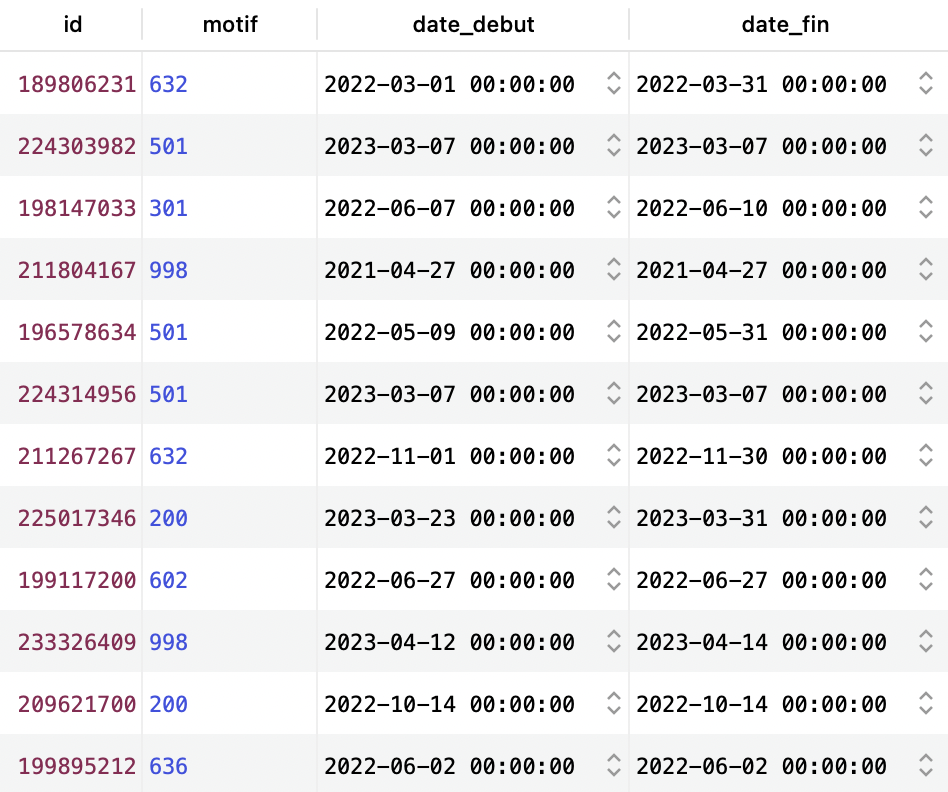 id motif date_debut date_fin
189806231 632 2022-03-01 00:00:00 2022-03-31 00:00:00
224303982 501 2023-03-07 00:00:00 2023-03-07 00:00:00
198147033 301 2022-06-07 00:00:00 2022-06-10 00:00:00
211804167 998 2021-04-27 00:00:00 2021-04-27 00:00:00
196578634 501 2022-05-09 00:00:00 2022-05-31 00:00:00
224314956 501 2023-03-07 00:00:00 2023-03-07 00:00:00
211267267 632 2022-11-01 00:00:00 2022-11-30 00:00:00
225017346 200 2023-03-23 00:00:00 2023-03-31 00:00:00
199117200 602 2022-06-27 00:00:00 2022-06-27 00:00:00
233326409 998 2023-04-12 00:00:00 2023-04-14 00:00:00
209621700 200 2022-10-14 00:00:00 2022-10-14 00:00:00
199895212 636 2022-06-02 00:00:00 2022-06-02 00:00:00